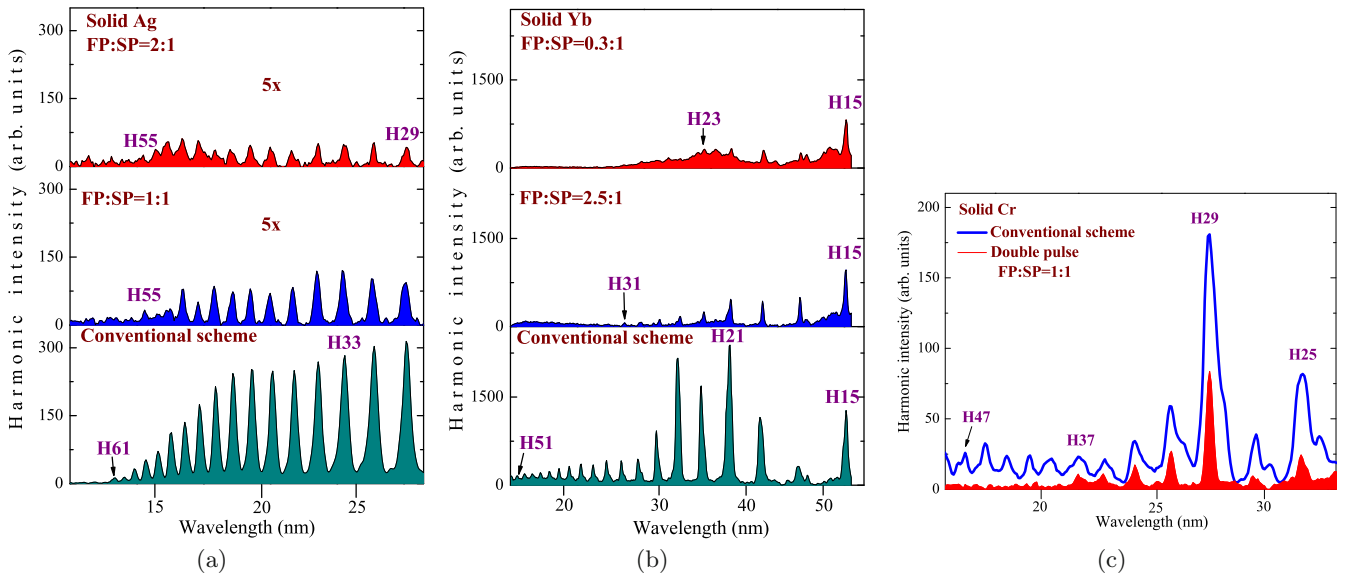 Harmonic intensity (arb. units)
Solid Ag
FP:SP=2:1
5x
H55
H29
300
150
0
FP:SP=1:1
5x
H55
300
150
0
Conventional scheme
H33
H61
300
150
0
15
20
25
Wavelength (nm)
(a)
Harmonic intensity (arb. units)
Solid Yb
FP:SP=0.3:1
H23
H15
1500
0
FP:SP=2.5:1
H31
H15
1500
0
Conventional scheme
H21
H15
H51
1500
0
20
30
40
50
Wavelength (nm)
(b)
Harmonic intensity (arb. units)
Solid Cr
Conventional scheme
Double pulse
FP:SP=1:1
H29
H25
H47
H37
200
150
100
50
0
20
25
30
Wavelength (nm)
(c)